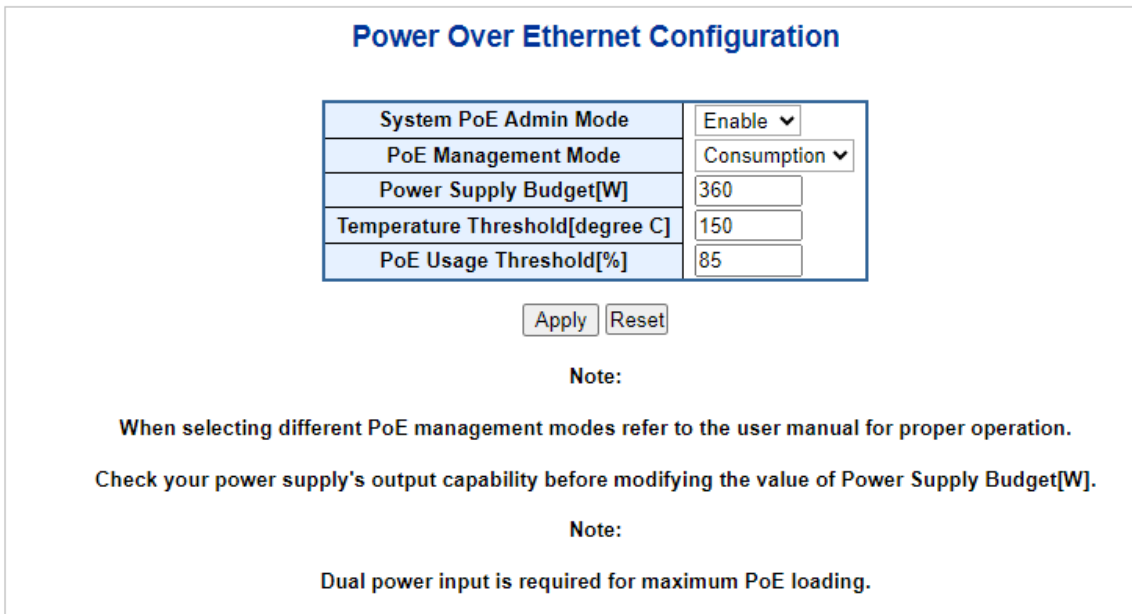 Power Over Ethernet Configuration
System PoE Admin Mode Enable
PoE Management Mode Consumption
Power Supply Budget[W] 360
Temperature Threshold[degree C] 150
PoE Usage Threshold[%] 85
Apply Reset
Note:
When selecting different PoE management modes refer to the user manual for proper operation.
Check your power supply's output capability before modifying the value of Power Supply Budget[W].
Note:
Dual power input is required for maximum PoE loading.